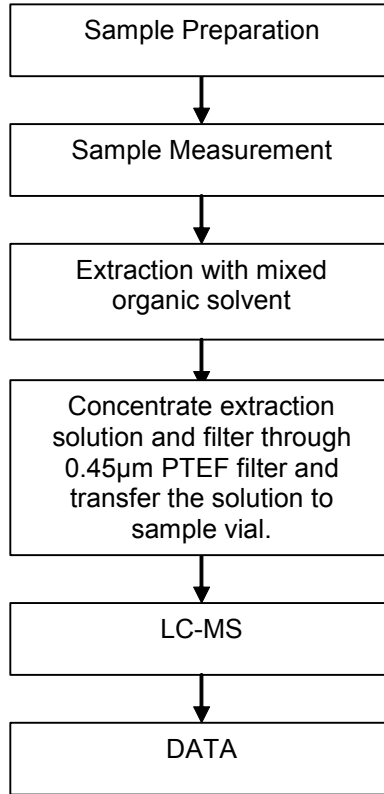 Sample Preparation
Sample Measurement
Extraction with mixed
organic solvent
Concentrate extraction
solution and filter through
0.45µm PTEF filter and
transfer the solution to
sample vial.
LC-MS
DATA